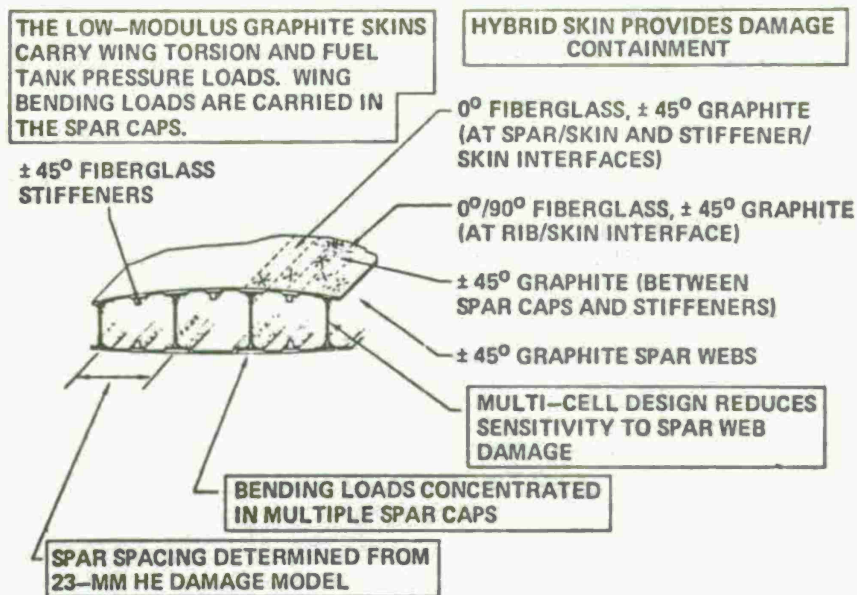 THE LOW-MODULUS GRAPHITE SKINS
CARRY WING TORSION AND FUEL
TANK PRESSURE LOADS. WING
BENDING LOADS ARE CARRIED IN
THE SPAR CAPS.
HYBRID SKIN PROVIDES DAMAGE
CONTAINMENT
± 45° FIBERGLASS
STIFFENERS
0° FIBERGLASS, ± 45° GRAPHITE
(AT SPAR/SKIN AND STIFFENER/
SKIN INTERFACES)
0°/90° FIBERGLASS, ± 45° GRAPHITE
(AT RIB/SKIN INTERFACE)
± 45° GRAPHITE (BETWEEN
SPAR CAPS AND STIFFENERS)
± 45° GRAPHITE SPAR WEBS
MULTI-CELL DESIGN REDUCES
SENSITIVITY TO SPAR WEB
DAMAGE
BENDING LOADS CONCENTRATED
IN MULTIPLE SPAR CAPS
SPAR SPACING DETERMINED FROM
23-MM HE DAMAGE MODEL